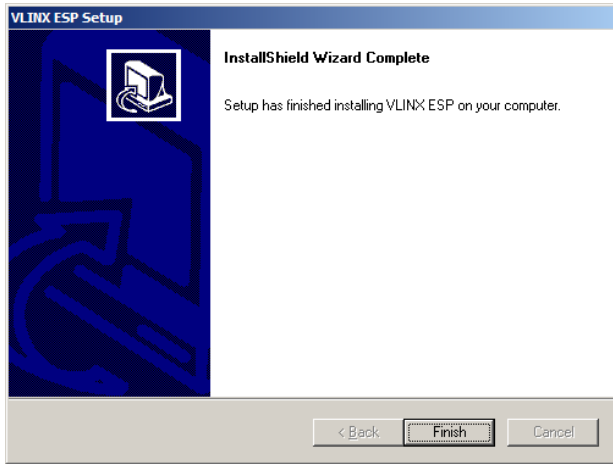 VLINX ESP Setup
InstallShield Wizard Complete
Setup has finished installing VLINX ESP on your computer.
< Back Finish Cancel